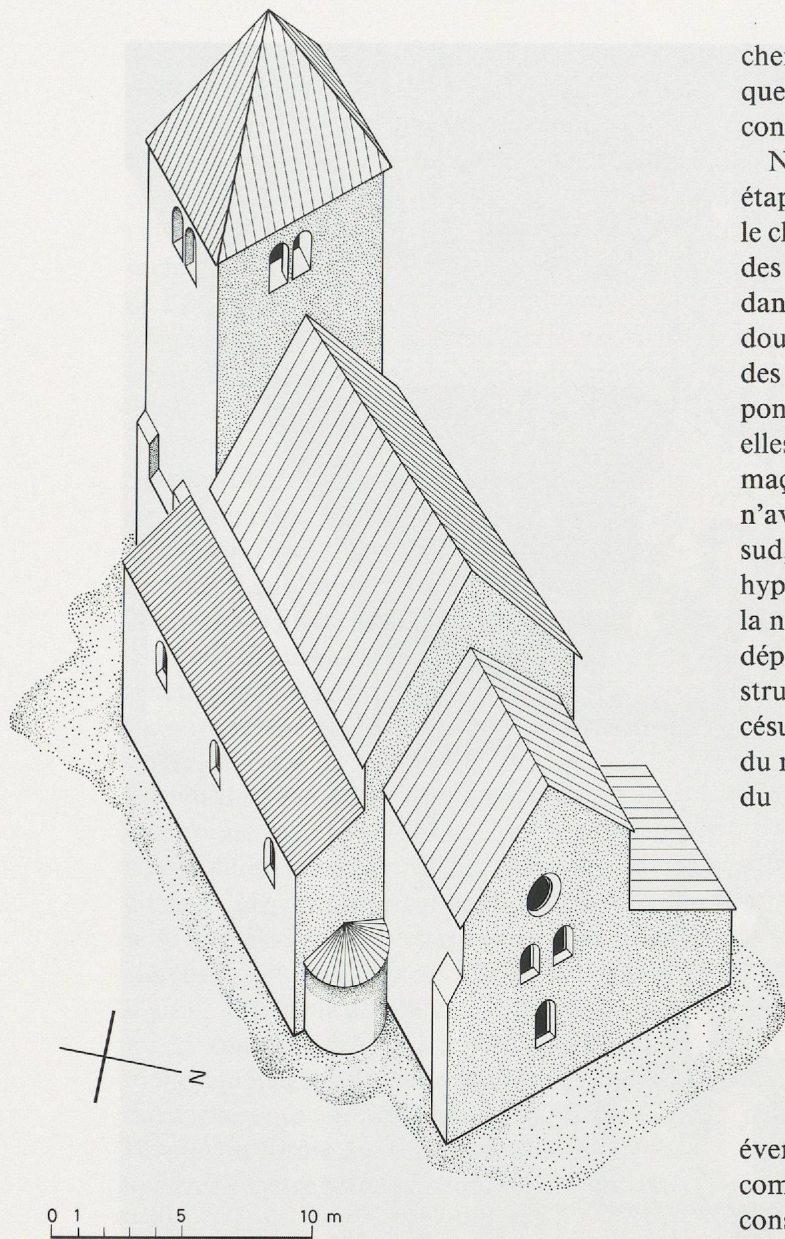 cher
que
con
N
étap
le cl
des
dan
dou
des
pon
elles
maç
n'av
sud
hyp
la n
dép
stru
césu
du r
du
éver
com
cons
N
0 1 5 10 m